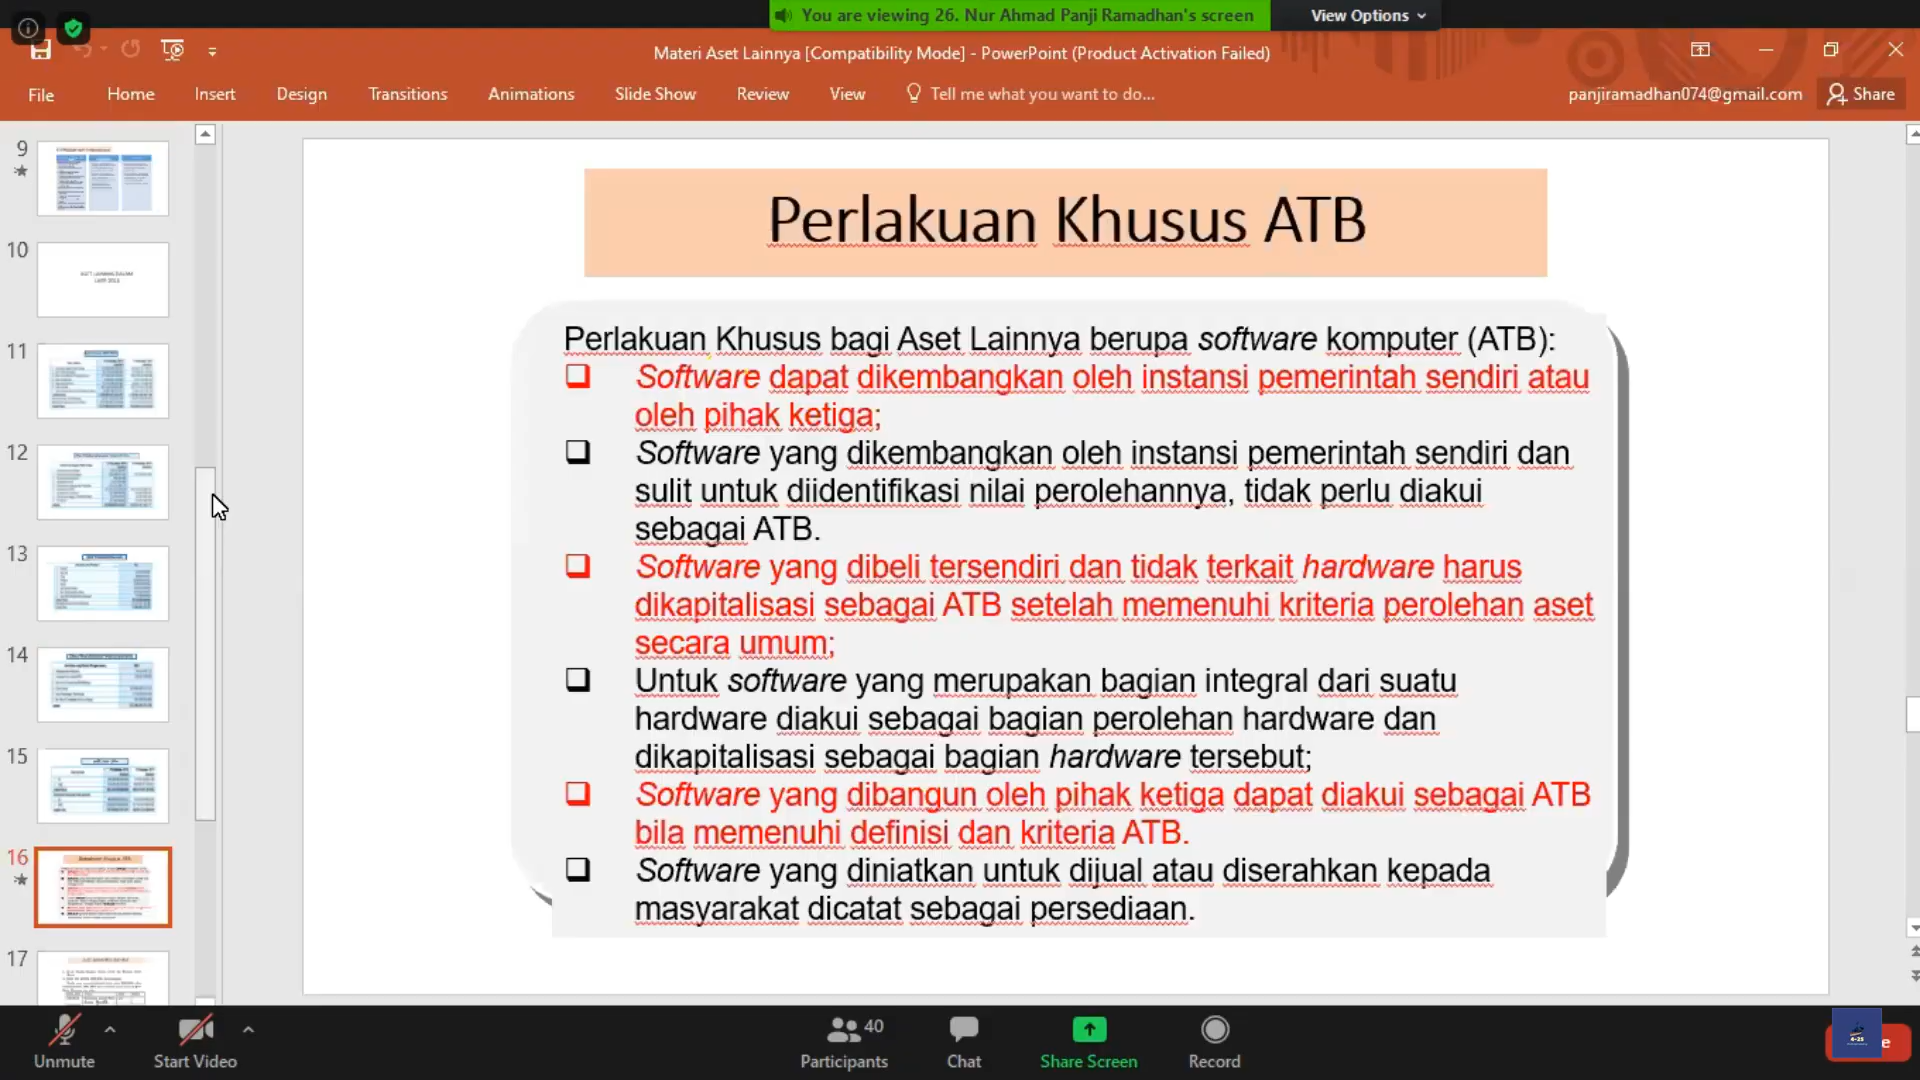 You are viewing 26. Nur Ahmad Panji Ramadhan's screen
View Options
Materi Aset Lainnya [Compatibility Mode] - PowerPoint (Product Activation Failed)
File Home Insert Design Transitions Animations Slide Show Review View Tell me what you want to do...
panjiramadhan074@gmail.com Share
9
10
11
12
13
14
15
16
17
Perlakuan Khusus ATB
Perlakuan Khusus bagi Aset Lainnya berupa software komputer (ATB):
Software dapat dikembangkan oleh instansi pemerintah sendiri atau
oleh pihak ketiga;
Software yang dikembangkan oleh instansi pemerintah sendiri dan
sulit untuk diidentifikasi nilai perolehannya, tidak perlu diakui
sebagai ATB.
Software yang dibeli tersendiri dan tidak terkait hardware harus
dikapitalisasi sebagai ATB setelah memenuhi kriteria perolehan aset
secara umum;
Untuk software yang merupakan bagian integral dari suatu
hardware diakui sebagai bagian perolehan hardware dan
dikapitalisasi sebagai bagian hardware tersebut;
Software yang dibangun oleh pihak ketiga dapat diakui sebagai ATB
bila memenuhi definisi dan kriteria ATB.
Software yang diniatkan untuk dijual atau diserahkan kepada
masyarakat dicatat sebagai persediaan.
Unmute
Start Video
40
Participants
Chat
Share Screen
Record